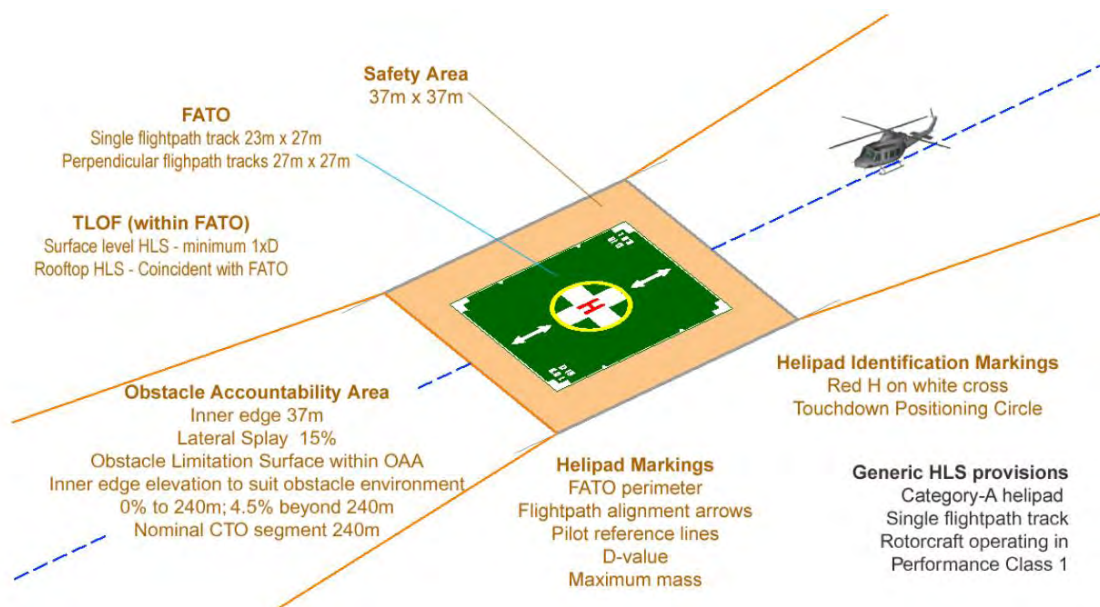 Safety Area
37m x 37m
FATO
Single flightpath track 23m x 27m
Perpendicular flighpath tracks 27m x 27m
TLOF (within FATO)
Surface level HLS - minimum 1xD
Rooftop HLS - Coincident with FATO
H
Obstacle Accountability Area
Inner edge 37m
Lateral Splay 15%
Obstacle Limitation Surface within OAA
Inner edge elevation to suit obstacle environment
0% to 240m; 4.5% beyond 240m
Nominal CTO segment 240m
Helipad Markings
FATO perimeter
Flightpath alignment arrows
Pilot reference lines
D-value
Maximum mass
Helipad Identification Markings
Red H on white cross
Touchdown Positioning Circle
Generic HLS provisions
Category-A helipad
Single flightpath track
Rotorcraft operating in
Performance Class 1